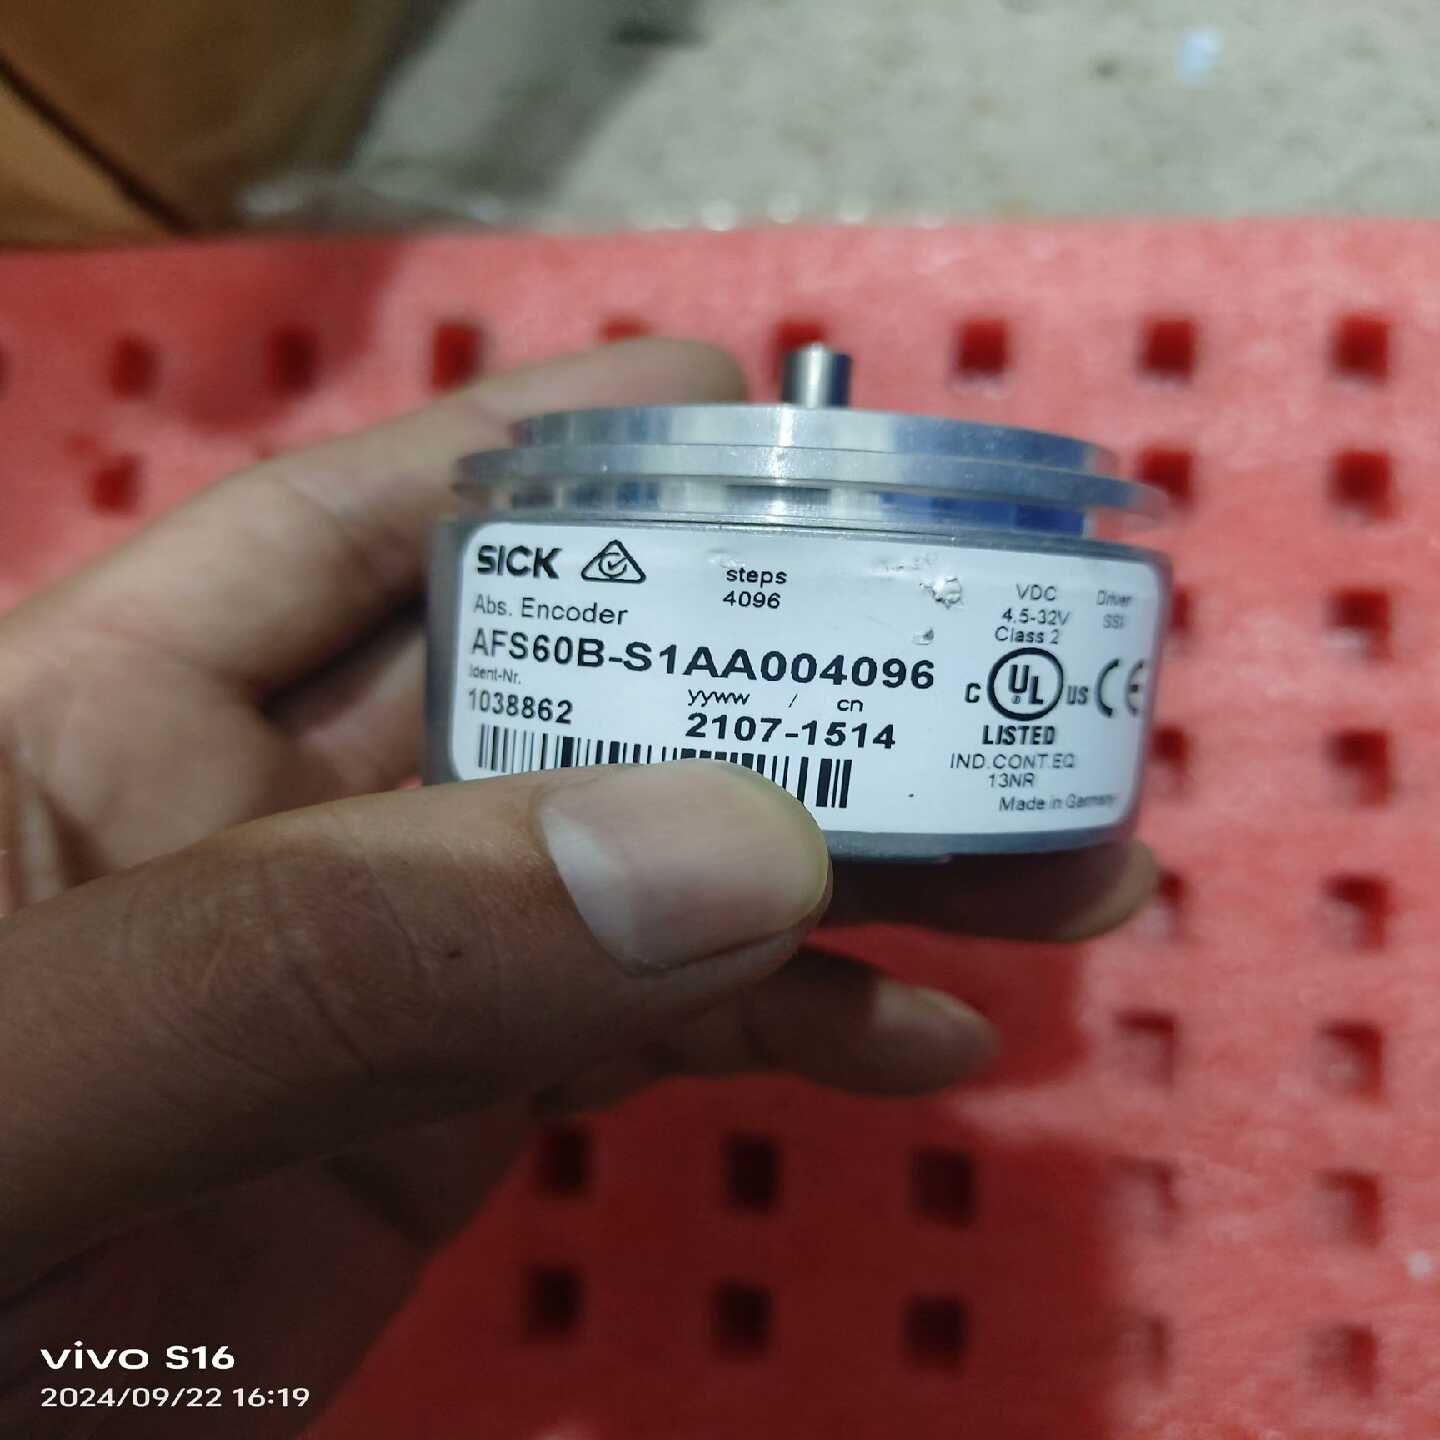 SICK
steps
4096
VDC
4.5-32V
Class 2
Driver
SSI
Abs. Encoder
AFS60B-S1AA004096
Ident-Nr.
1038862
yyww / cn
2107-1514
C UL US CE
LISTED
IND.CONT.EQ
13NR
Made in Germany
vivo S16
2024/09/22 16:19